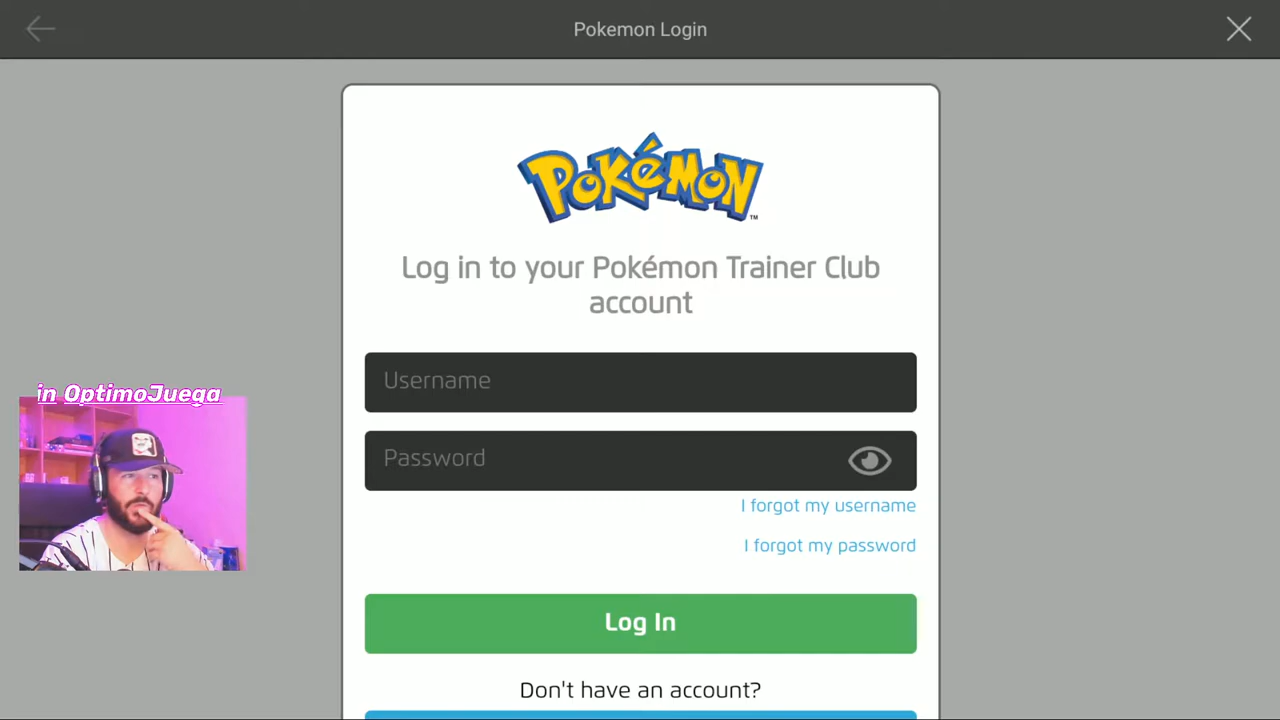 Pokemon Login
POKéMON
TM
Log in to your Pokémon Trainer Club
account
Username
Password
I forgot my username
I forgot my password
Log In
Don't have an account?
in OptimoJuega